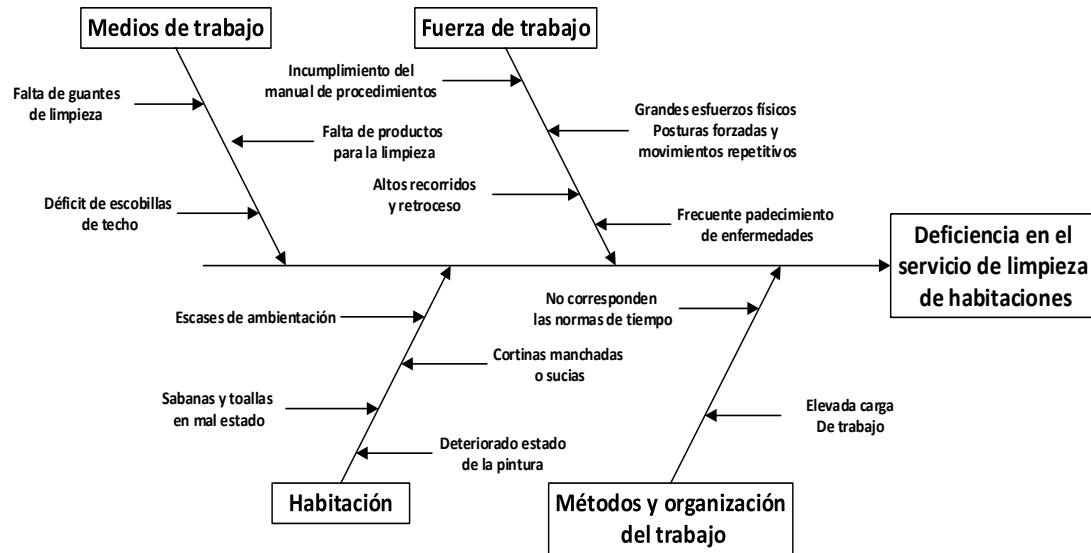 Medios de trabajo
Fuerza de trabajo
Falta de guantes
de limpieza
Falta de productos
para la limpieza
Déficit de escobillas
de techo
Incumplimiento del
manual de procedimientos
Grandes esfuerzos físicos
Posturas forzadas y
movimientos repetitivos
Altos recorridos
y retroceso
Frecuente padecimiento
de enfermedades
Deficiencia en el
servicio de limpieza
de habitaciones
Escases de ambientación
Cortinas manchadas
o sucias
Sabanas y toallas
en mal estado
Deteriorado estado
de la pintura
No corresponden
las normas de tiempo
Elevada carga
De trabajo
Habitación
Métodos y organización
del trabajo